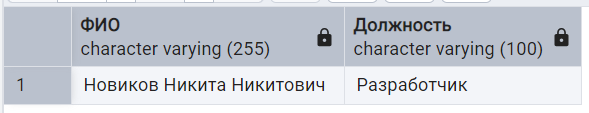 ФИО
character varying (255)
Должность
character varying (100)
1 Новиков Никита Никитович Разработчик